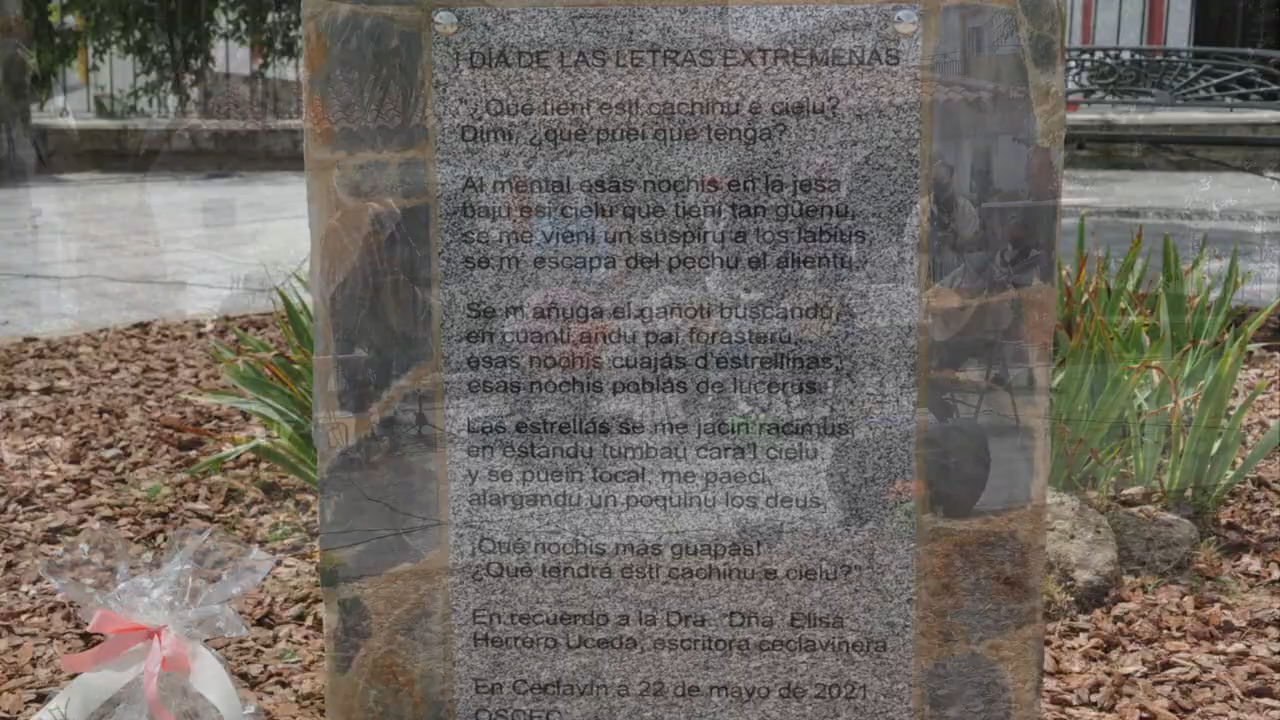 I DÍA DE LAS LETRAS EXTREMEÑAS
"¿Qué tieni esti cachinu e cielu?
Dimi, ¿qué puei que tenga?
Al mental esas nochis en la jesa
baju esi cielu que tieni tan güenu,
se me vieni un suspiru a los labius,
se m' escapa del pechu el alientu.
Se m'añuga el gañoti buscandu,
en cuanti andu pal forasteru,
esas nochis cuajás d'estrellinas,
esas nochis poblás de lucerus.
Las estrellas se me jacin racimus
en estandu tumbau cara'l cielu
y se puein tocal, me paeci,
alargandu un poquinu los deus.
¡Qué nochis más guapas!
¿Qué tendrá esti cachinu e cielu?"
En recuerdo a la Dra. Dña. Elisa
Herrero Uceda, escritora ceclavinera
En Ceclavín a 22 de mayo de 2021
OSCEC